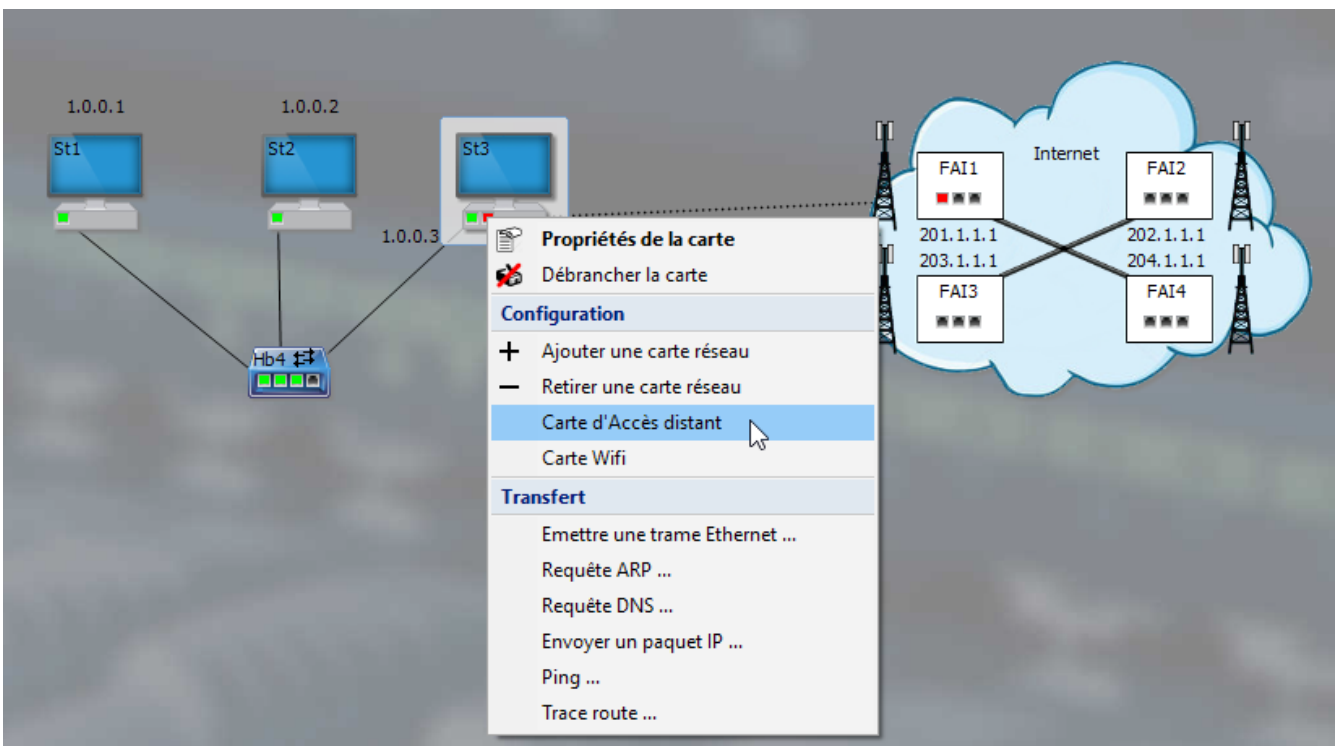 1.0.0.1
1.0.0.2
St1
St2
St3
1.0.0.3
Hb4
Internet
FAI1
FAI2
201.1.1.1
202.1.1.1
203.1.1.1
204.1.1.1
FAI3
FAI4
Propriétés de la carte
Débrancher la carte
Configuration
Ajouter une carte réseau
Retirer une carte réseau
Carte d'Accès distant
Carte Wifi
Transfert
Emettre une trame Ethernet ...
Requête ARP ...
Requête DNS ...
Envoyer un paquet IP ...
Ping ...
Trace route ...